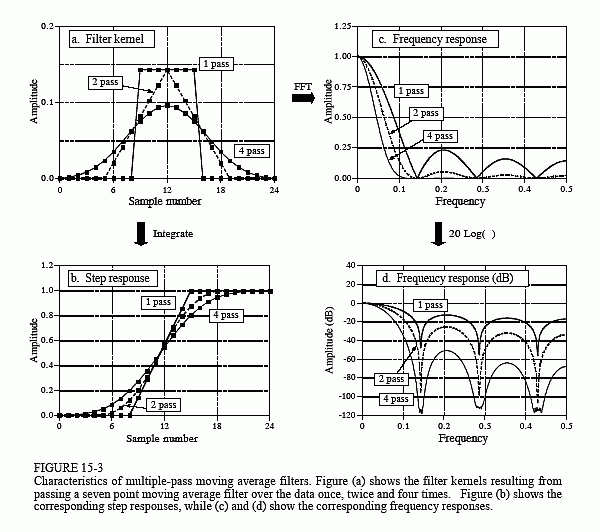 a. Filter kernel
0.2
0.1
0.0
Amplitude
1 pass
2 pass
4 pass
0 6 12 18 24
Sample number
FFT
c. Frequency response
1.25
1.00
0.75
0.50
0.25
0.00
Amplitude
1 pass
2 pass
4 pass
0 0.1 0.2 0.3 0.4 0.5
Frequency
Integrate
20 Log( )
b. Step response
1.2
1.0
0.8
0.6
0.4
0.2
0.0
Amplitude
1 pass
4 pass
2 pass
0 6 12 18 24
Sample number
d. Frequency response (dB)
40
20
0
-20
-40
-60
-80
-100
-120
Amplitude (dB)
1 pass
2 pass
4 pass
0 0.1 0.2 0.3 0.4 0.5
Frequency
FIGURE 15-3
Characteristics of multiple-pass moving average filters. Figure (a) shows the filter kernels resulting from
passing a seven point moving average filter over the data once, twice and four times. Figure (b) shows the
corresponding step responses, while (c) and (d) show the corresponding frequency responses.